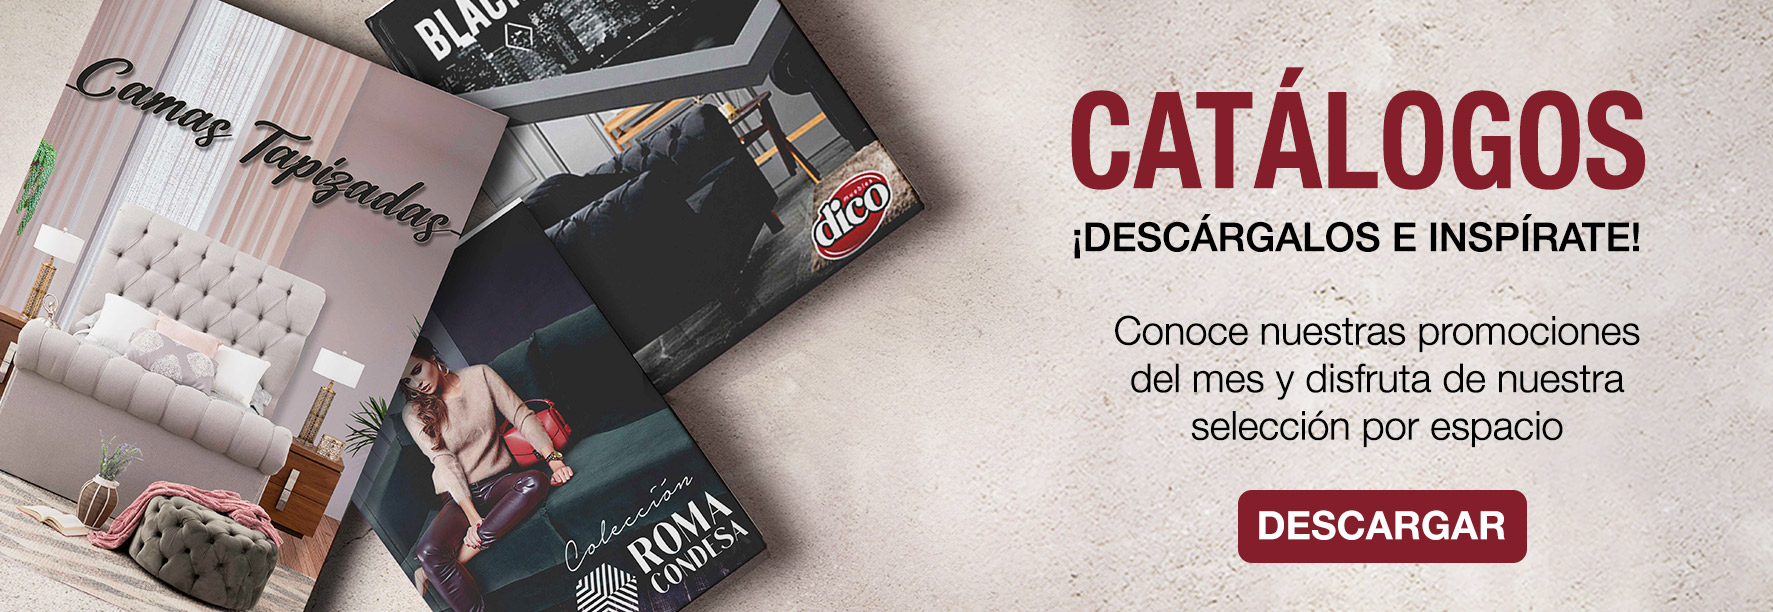 Camas Tapizadas
muebles
dico
Colección
ROMA
CONDESA
CATÁLOGOS
¡DESCÁRGALOS E INSPÍRATE!
Conoce nuestras promociones
del mes y disfruta de nuestra
selección por espacio
DESCARGAR